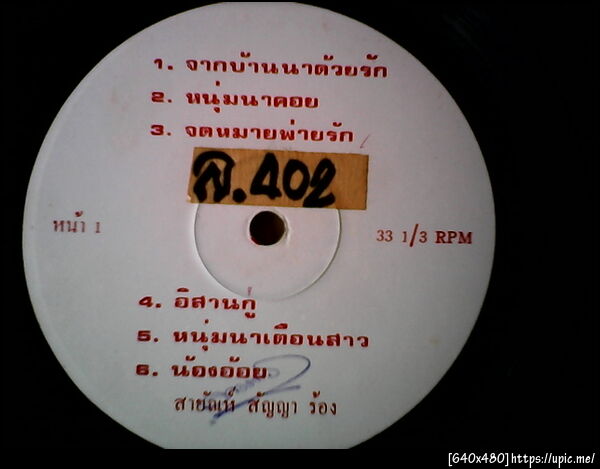 1. จากบ้านนาด้วยรัก
2. หนุ่มนาคอย
3. จดหมายพ่ายรัก
ล.402
หน้า 1
33 1/3 RPM
4. อิสานกู่
5. หนุ่มนาเตือนสาว
6. น้องอ้อย
สายัณห์ สัญญา ร้อง
[640x480]https://upic.me/